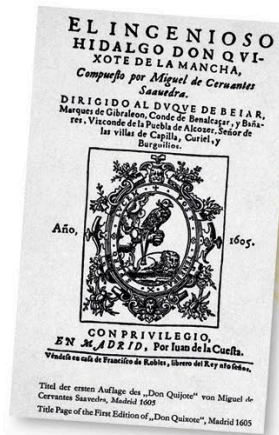 EL INGENIOSO
HIDALGO DON QVI-
XOTE DE LA MANCHA,
Compuesto por Miguel de Ceruantes
Saauedra.
DIRIGIDO AL DVQVE DE BEIAR,
Marques de Gibraleon, Conde de Benalcaçar, y Baña-
res, Vizconde de la Puebla de Alcozer, Señor de
las villas de Capilla, Curiel, y
Burguillos.
Año, 1605.
CON PRIVILEGIO,
EN MADRID, Por Iuan de la Cuesta.
Vendese en casa de Francisco de Robles, librero del Rey nro señor.
Titel der ersten Auflage des „Don Quijote“ von Miguel de
Cervantes Saavedra, Madrid 1605
Title Page of the First Edition of „Don Quixote“, Madrid 1605